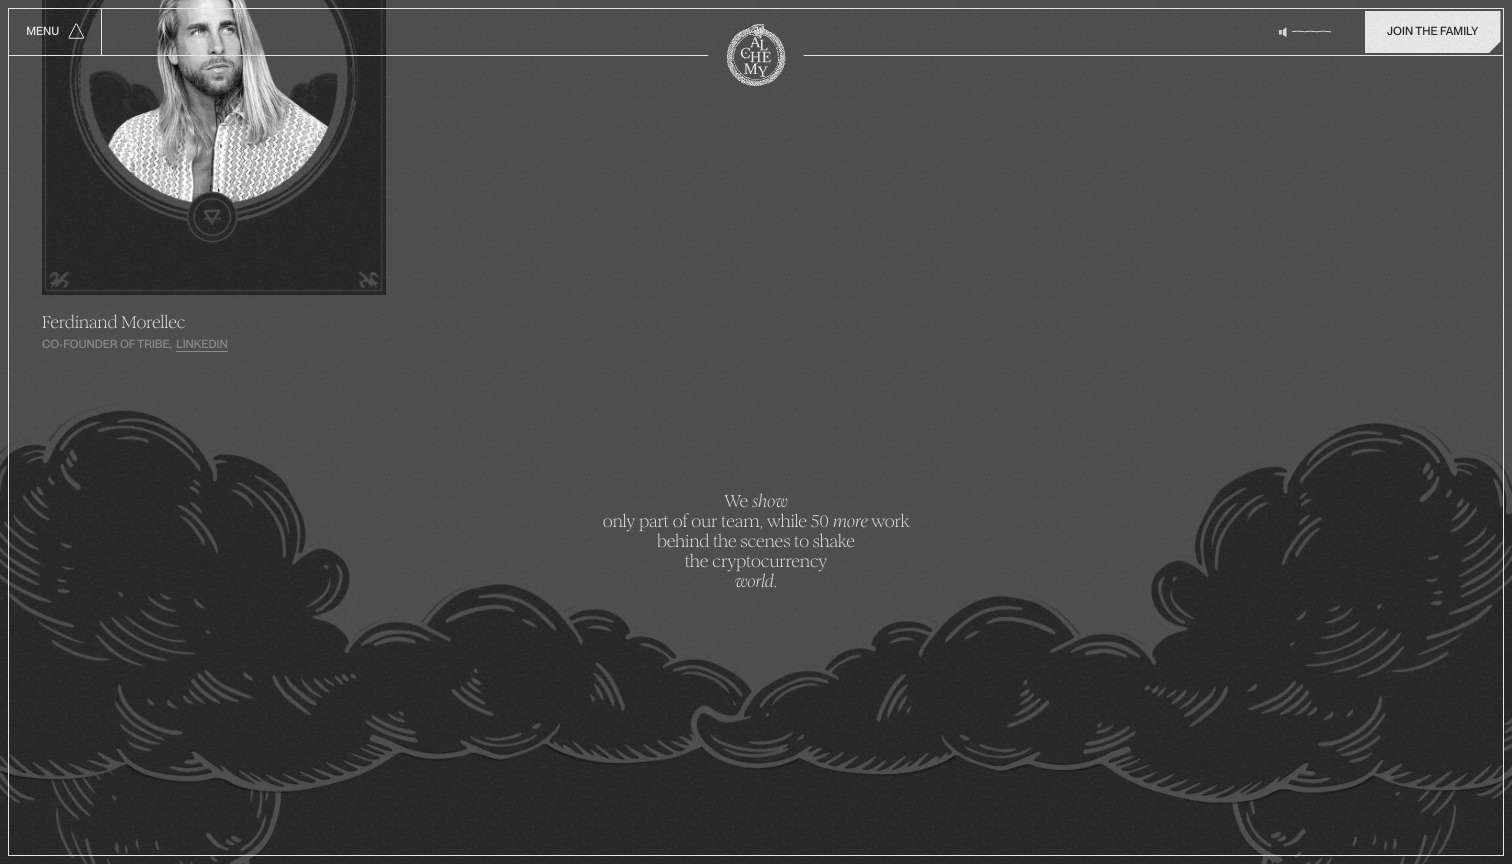 MENU
AL
CHE
MY
JOIN THE FAMILY
Ferdinand Morellec
CO-FOUNDER OF TRIBE, LINKEDIN
We show
only part of our team, while 50 more work
behind the scenes to shake
the cryptocurrency
world.